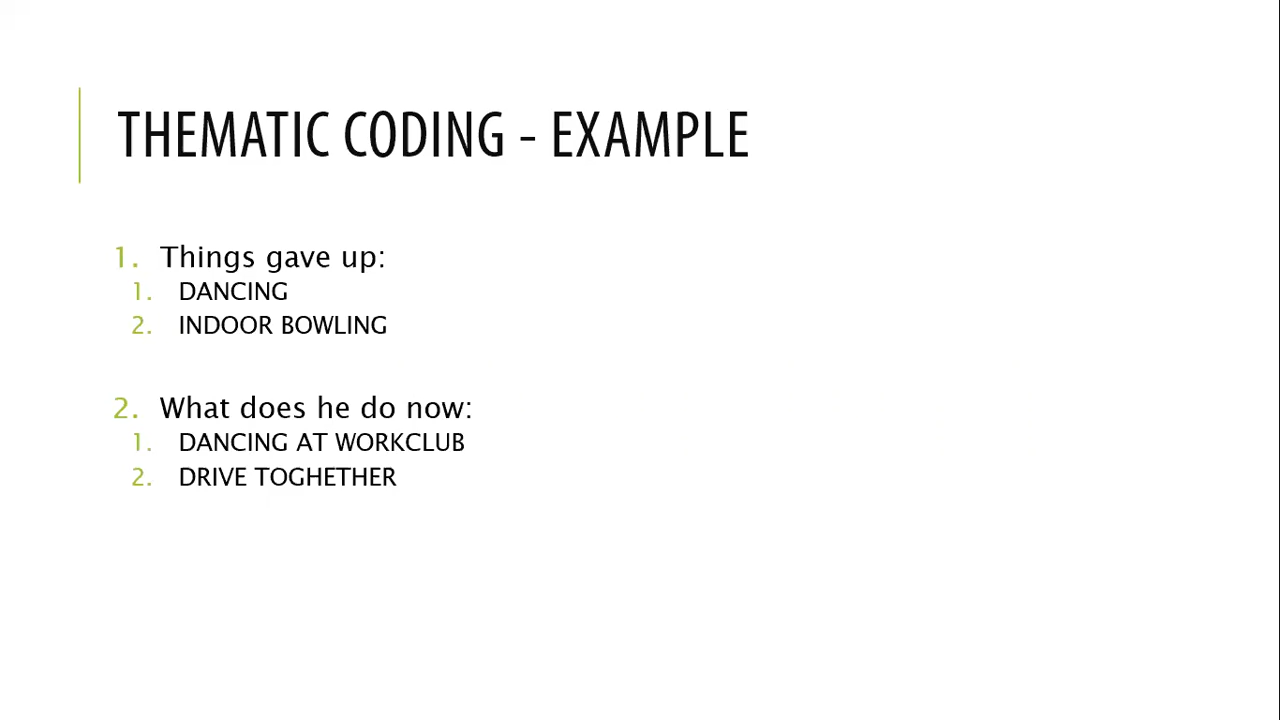 THEMATIC CODING - EXAMPLE
1. Things gave up:
1. DANCING
2. INDOOR BOWLING
2. What does he do now:
1. DANCING AT WORKCLUB
2. DRIVE TOGHETHER